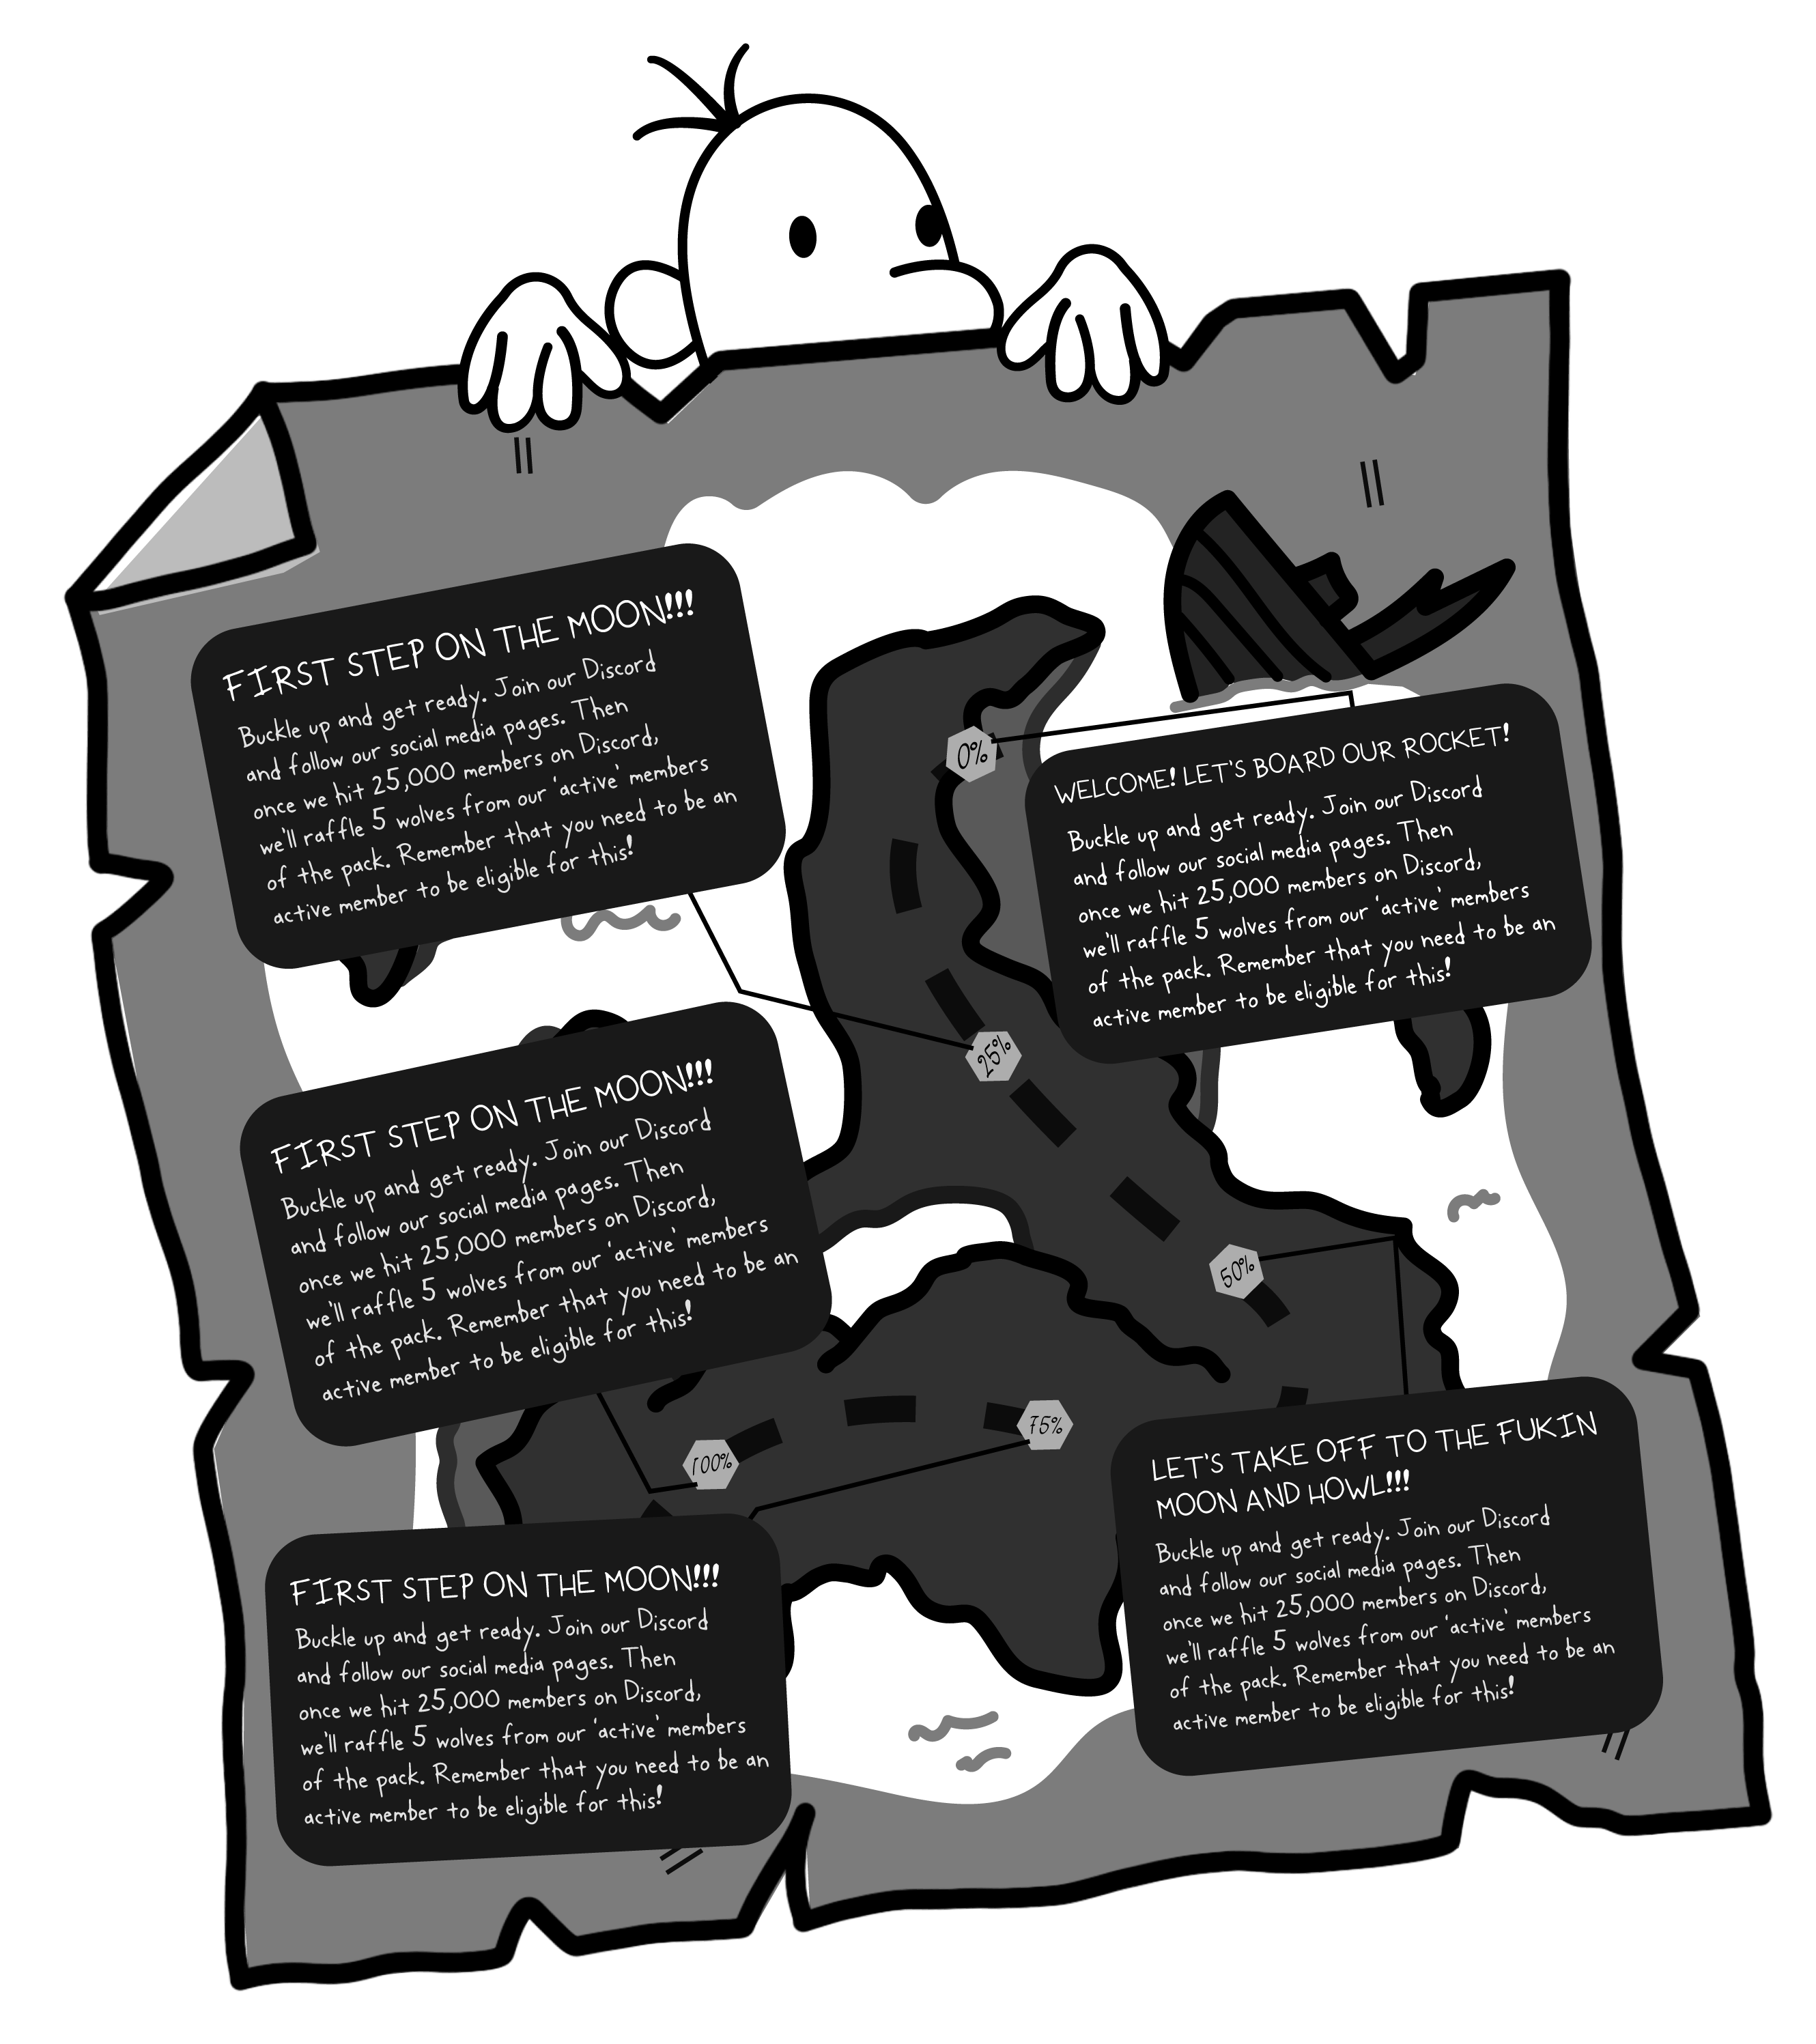 FIRST STEP ON THE MOON!!!
Buckle up and get ready. Join our Discord
and follow our social media pages. Then
once we hit 25,000 members on Discord,
we'll raffle 5 wolves from our 'active' members
of the pack. Remember that you need to be an
active member to be eligible for this!
0%
WELCOME! LET'S BOARD OUR ROCKET!
Buckle up and get ready. Join our Discord
and follow our social media pages. Then
once we hit 25,000 members on Discord,
we'll raffle 5 wolves from our 'active' members
of the pack. Remember that you need to be an
active member to be eligible for this!
25%
FIRST STEP ON THE MOON!!!
Buckle up and get ready. Join our Discord
and follow our social media pages. Then
once we hit 25,000 members on Discord,
we'll raffle 5 wolves from our 'active' members
of the pack. Remember that you need to be an
active member to be eligible for this!
50%
75%
100%
LET'S TAKE OFF TO THE FUKIN
MOON AND HOWL!!!
Buckle up and get ready. Join our Discord
and follow our social media pages. Then
once we hit 25,000 members on Discord,
we'll raffle 5 wolves from our 'active' members
of the pack. Remember that you need to be an
active member to be eligible for this!
FIRST STEP ON THE MOON!!!
Buckle up and get ready. Join our Discord
and follow our social media pages. Then
once we hit 25,000 members on Discord,
we'll raffle 5 wolves from our 'active' members
of the pack. Remember that you need to be an
active member to be eligible for this!